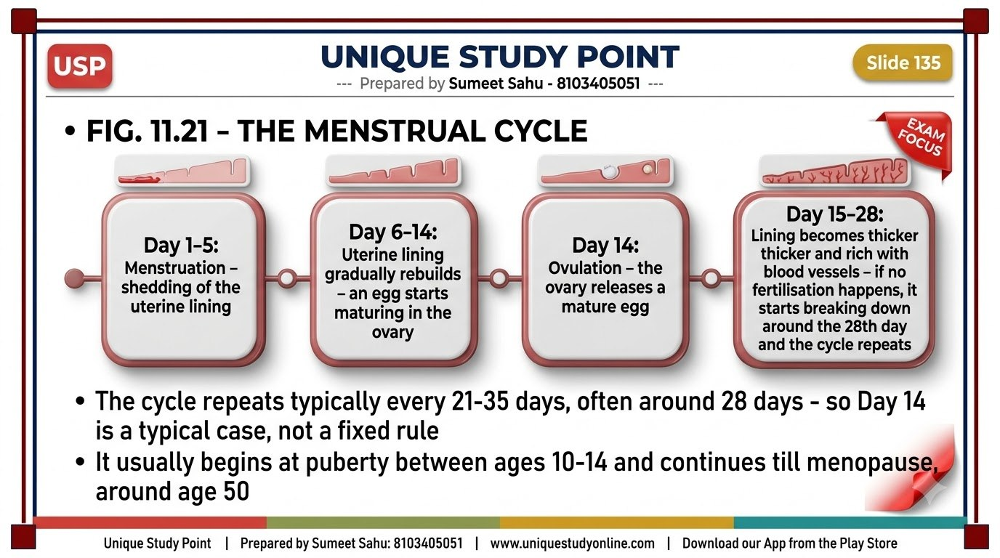 USP
UNIQUE STUDY POINT
--- Prepared by Sumeet Sahu - 8103405051 ---
Slide 135
• FIG. 11.21 – THE MENSTRUAL CYCLE
EXAM
FOCUS
Day 1–5:
Menstruation –
shedding of the
uterine lining
Day 6–14:
Uterine lining
gradually rebuilds
– an egg starts
maturing in the
ovary
Day 14:
Ovulation – the
ovary releases a
mature egg
Day 15–28:
Lining becomes thicker
thicker and rich with
blood vessels – if no
fertilisation happens, it
starts breaking down
around the 28th day
and the cycle repeats
• The cycle repeats typically every 21-35 days, often around 28 days - so Day 14
is a typical case, not a fixed rule
• It usually begins at puberty between ages 10-14 and continues till menopause,
around age 50
Unique Study Point | Prepared by Sumeet Sahu: 8103405051 | www.uniquestudyonline.com | Download our App from the Play Store